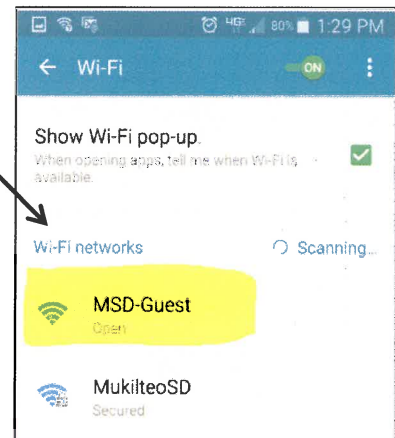 4G 80% 1:29 PM
Wi-Fi ON
Show Wi-Fi pop-up.
When opening apps, tell me when Wi-Fi is
available.
Wi-Fi networks Scanning...
MSD-Guest
Open
MukilteoSD
Secured